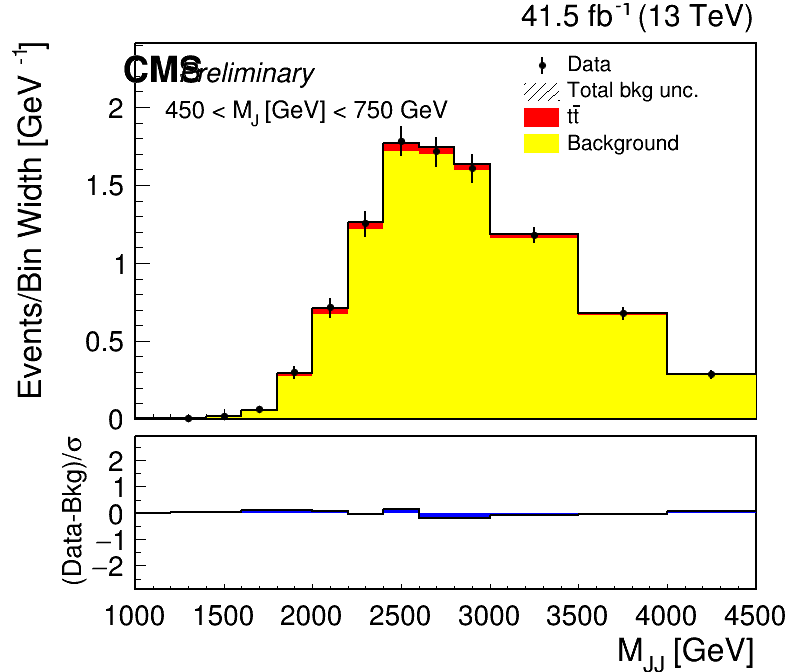 41.5 fb⁻¹ (13 TeV)
CMS Preliminary
450 < M_J [GeV] < 750 GeV
Data
Total bkg unc.
tt̄
Background
Events/Bin Width [GeV⁻¹]
2
1.5
1
0.5
0
(Data-Bkg)/σ
2
1
0
−1
−2
1000 1500 2000 2500 3000 3500 4000 4500
M_JJ [GeV]